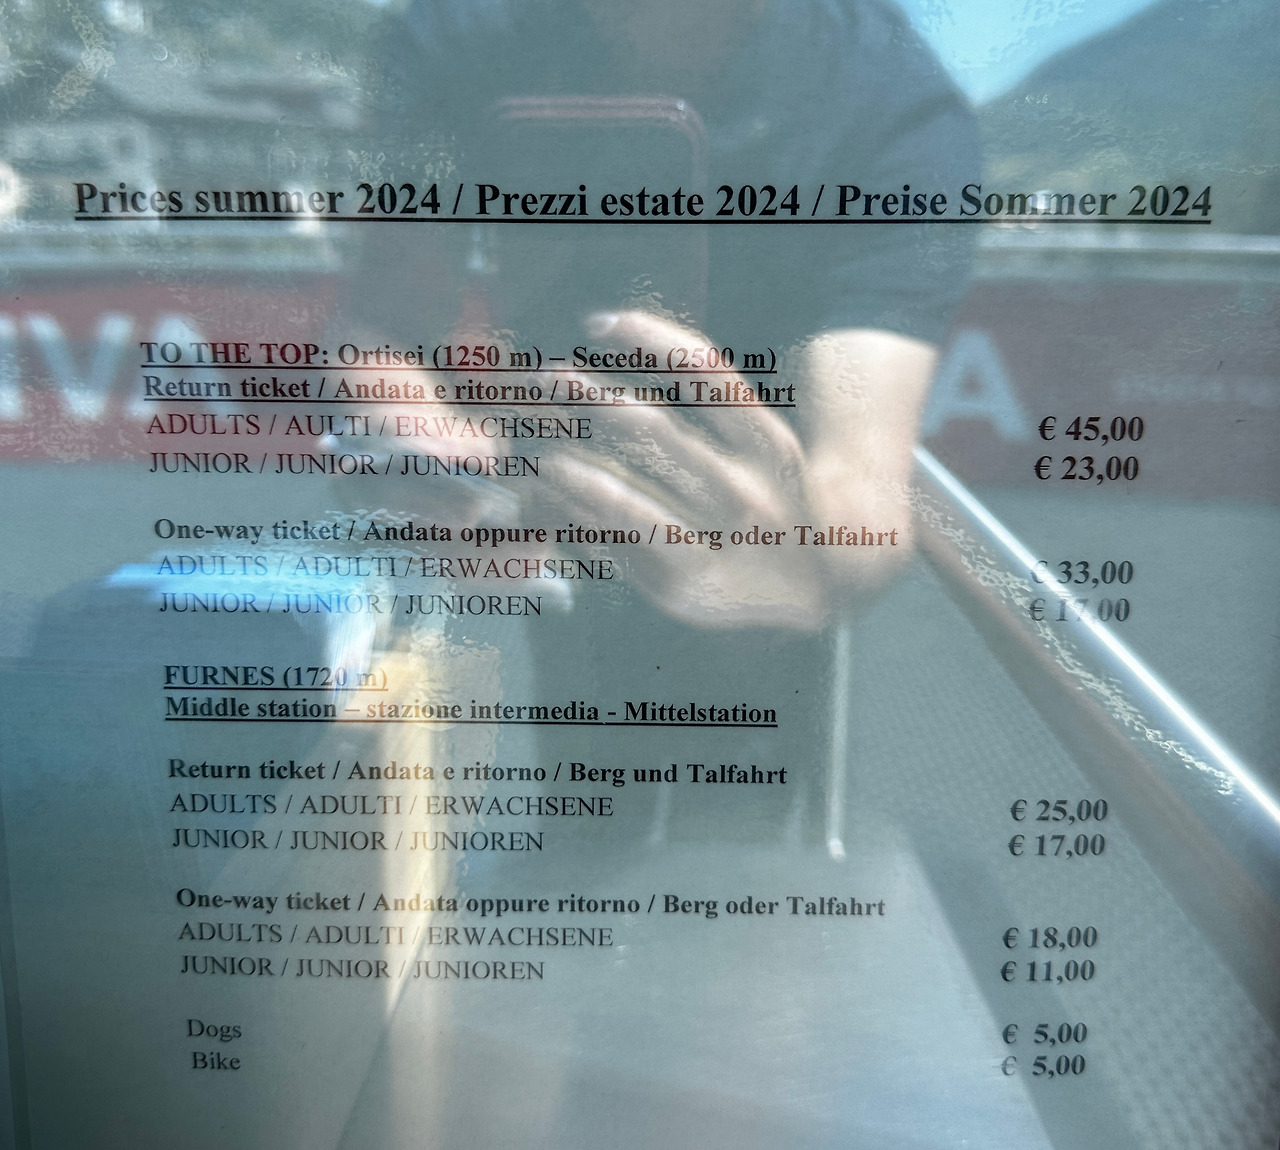 Prices summer 2024 / Prezzi estate 2024 / Preise Sommer 2024
TO THE TOP: Ortisei (1250 m) – Seceda (2500 m)
Return ticket / Andata e ritorno / Berg und Talfahrt
ADULTS / AULTI / ERWACHSENE € 45,00
JUNIOR / JUNIOR / JUNIOREN € 23,00
One-way ticket / Andata oppure ritorno / Berg oder Talfahrt
ADULTS / ADULTI / ERWACHSENE € 33,00
JUNIOR / JUNIOR / JUNIOREN € 17,00
FURNES (1720 m)
Middle station – stazione intermedia - Mittelstation
Return ticket / Andata e ritorno / Berg und Talfahrt
ADULTS / ADULTI / ERWACHSENE € 25,00
JUNIOR / JUNIOR / JUNIOREN € 17,00
One-way ticket / Andata oppure ritorno / Berg oder Talfahrt
ADULTS / ADULTI / ERWACHSENE € 18,00
JUNIOR / JUNIOR / JUNIOREN € 11,00
Dogs € 5,00
Bike € 5,00